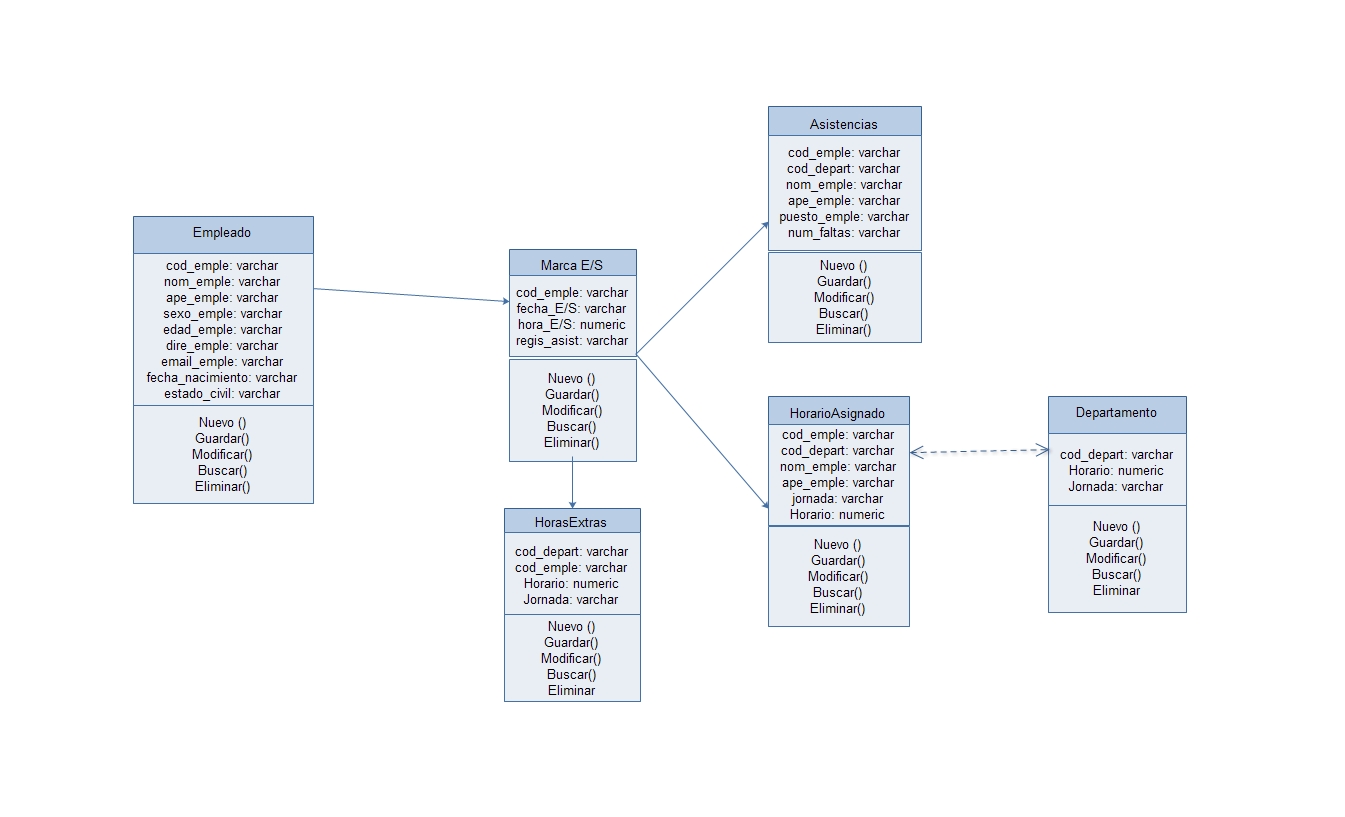 Empleado
cod_emple: varchar
nom_emple: varchar
ape_emple: varchar
sexo_emple: varchar
edad_emple: varchar
dire_emple: varchar
email_emple: varchar
fecha_nacimiento: varchar
estado_civil: varchar
Nuevo ()
Guardar()
Modificar()
Buscar()
Eliminar()
Marca E/S
cod_emple: varchar
fecha_E/S: varchar
hora_E/S: numeric
regis_asist: varchar
Nuevo ()
Guardar()
Modificar()
Buscar()
Eliminar()
HorasExtras
cod_depart: varchar
cod_emple: varchar
Horario: numeric
Jornada: varchar
Nuevo ()
Guardar()
Modificar()
Buscar()
Eliminar
Asistencias
cod_emple: varchar
cod_depart: varchar
nom_emple: varchar
ape_emple: varchar
puesto_emple: varchar
num_faltas: varchar
Nuevo ()
Guardar()
Modificar()
Buscar()
Eliminar()
HorarioAsignado
cod_emple: varchar
cod_depart: varchar
nom_emple: varchar
ape_emple: varchar
jornada: varchar
Horario: numeric
Nuevo ()
Guardar()
Modificar()
Buscar()
Eliminar()
Departamento
cod_depart: varchar
Horario: numeric
Jornada: varchar
Nuevo ()
Guardar()
Modificar()
Buscar()
Eliminar